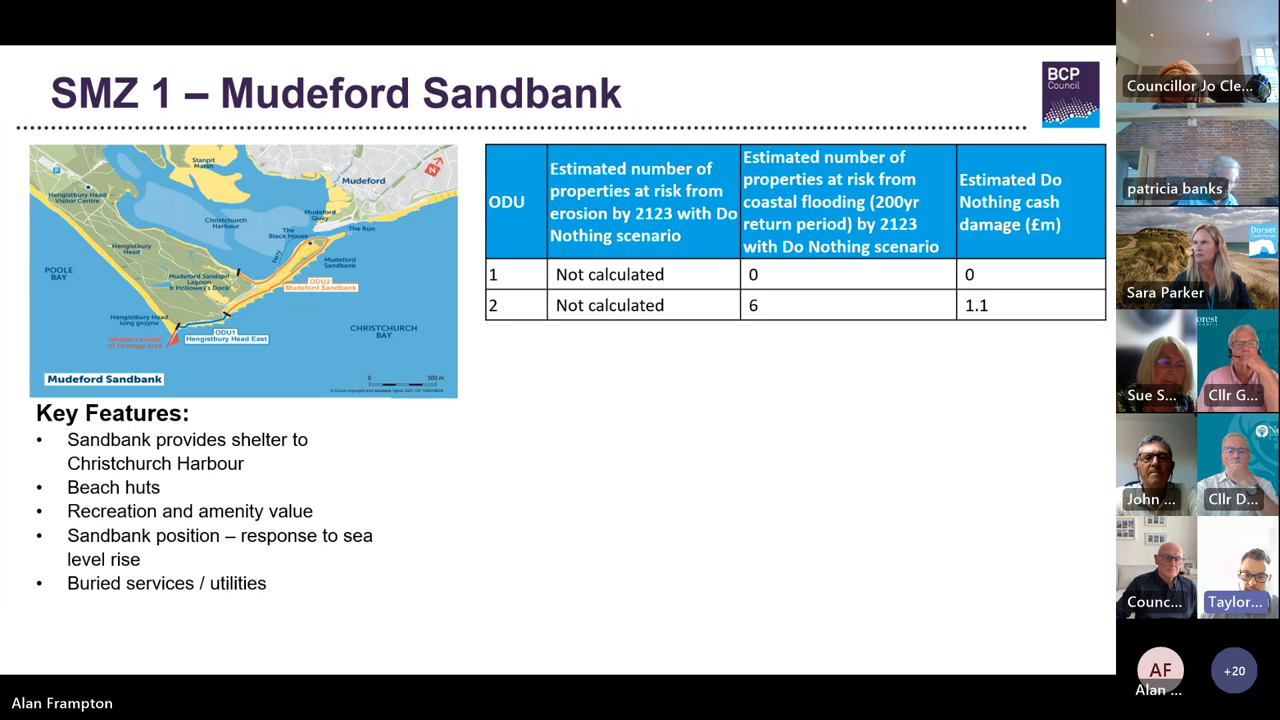 SMZ 1 – Mudeford Sandbank
BCP
Council
Stanpit
Marsh
Mudeford
Hengistbury Head
Visitor Centre
Christchurch
Harbour
Mudeford
Quay
The
Black House
The Run
Ferry
Hengistbury
Head
Mudeford
Sandbank
POOLE
BAY
Mudeford Sandspit
Lagoon
& Holloway's Dock
ODU2
Mudeford Sandbank
Hengistbury Head
long groyne
CHRISTCHURCH
BAY
Western extent
of Strategy area
ODU1
Hengistbury Head East
Mudeford Sandbank
0 500 m
ODU
Estimated number of
properties at risk from
erosion by 2123 with Do
Nothing scenario
Estimated number of
properties at risk from
coastal flooding (200yr
return period) by 2123
with Do Nothing scenario
Estimated Do
Nothing cash
damage (£m)
1 Not calculated 0 0
2 Not calculated 6 1.1
Key Features:
• Sandbank provides shelter to
Christchurch Harbour
• Beach huts
• Recreation and amenity value
• Sandbank position – response to sea
level rise
• Buried services / utilities
Alan Frampton
Councillor Jo Cle...
patricia banks
Dorset
Sara Parker
Sue S...
Cllr G...
John ...
Cllr D...
Counc...
Taylor...
AF
Alan ...
+20